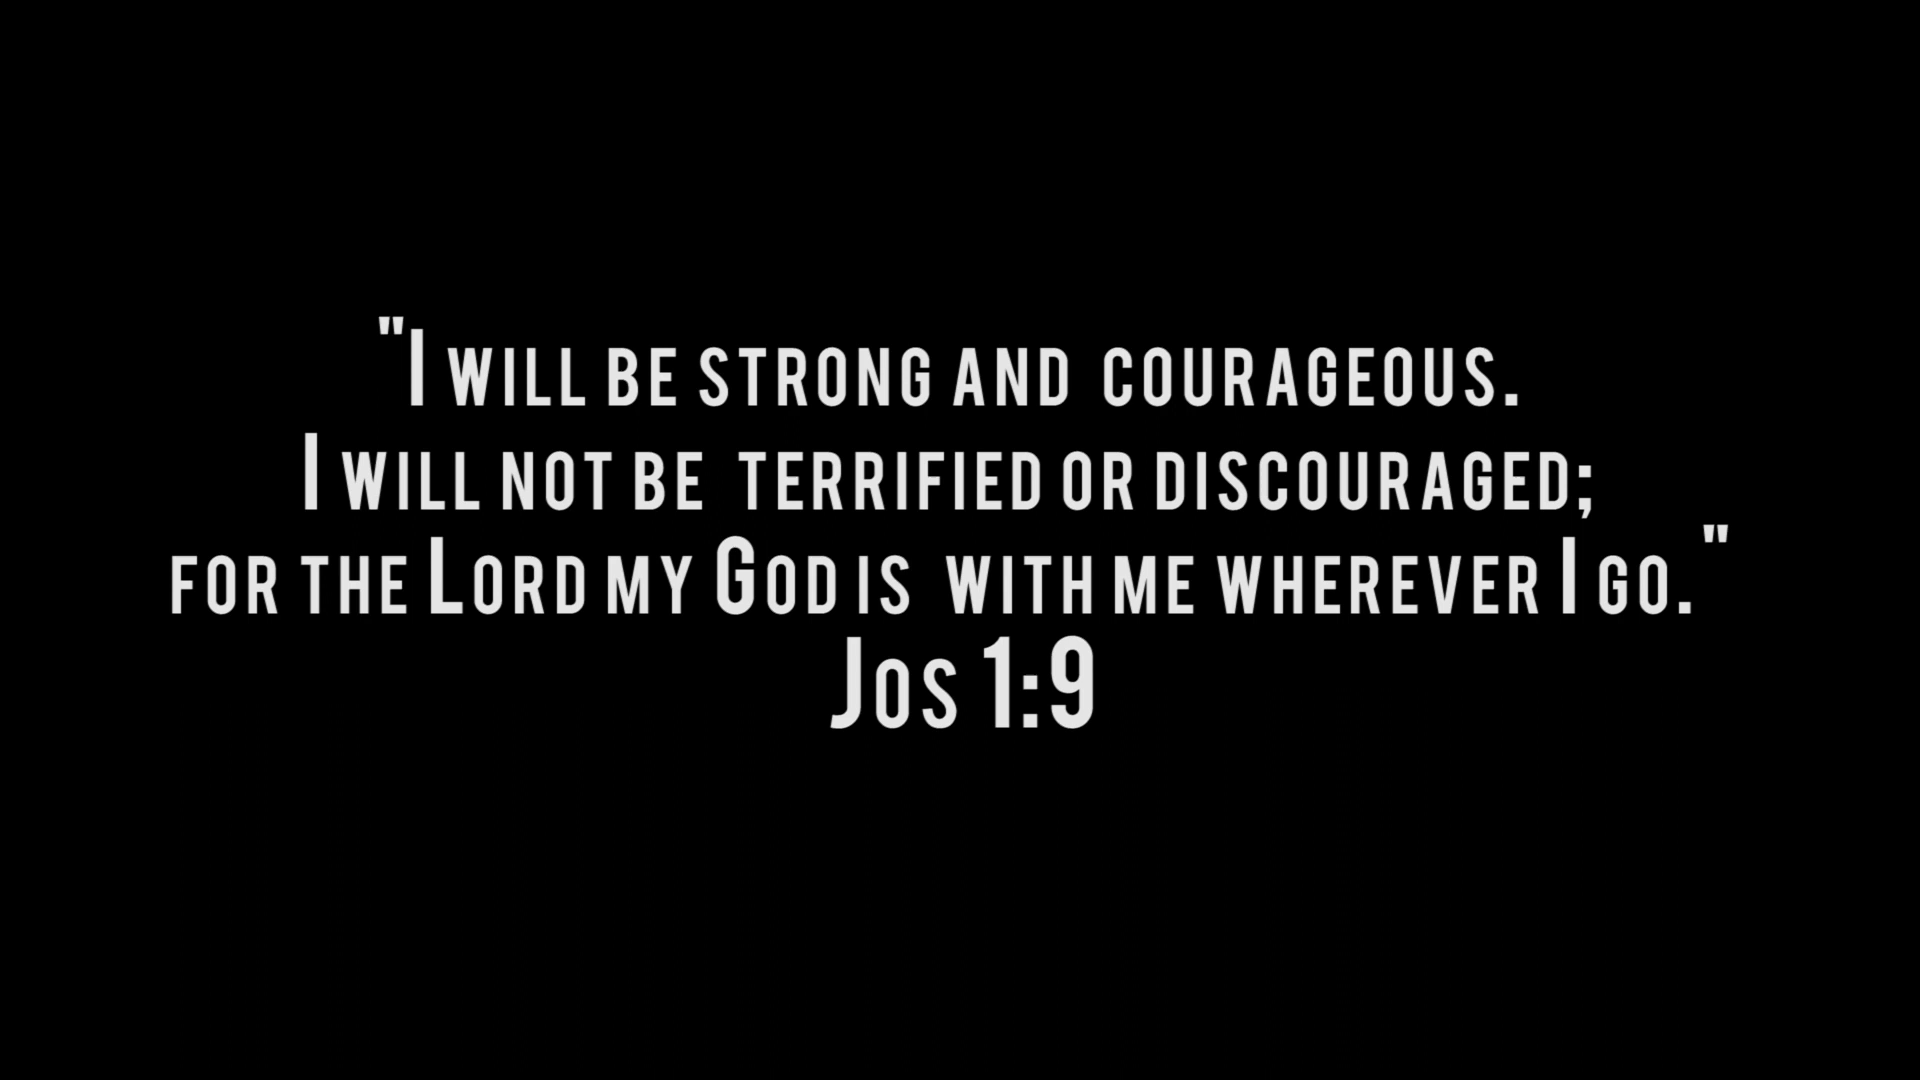 "I will be strong and courageous.
I will not be terrified or discouraged;
for the Lord my God is with me wherever I go."
Jos 1:9